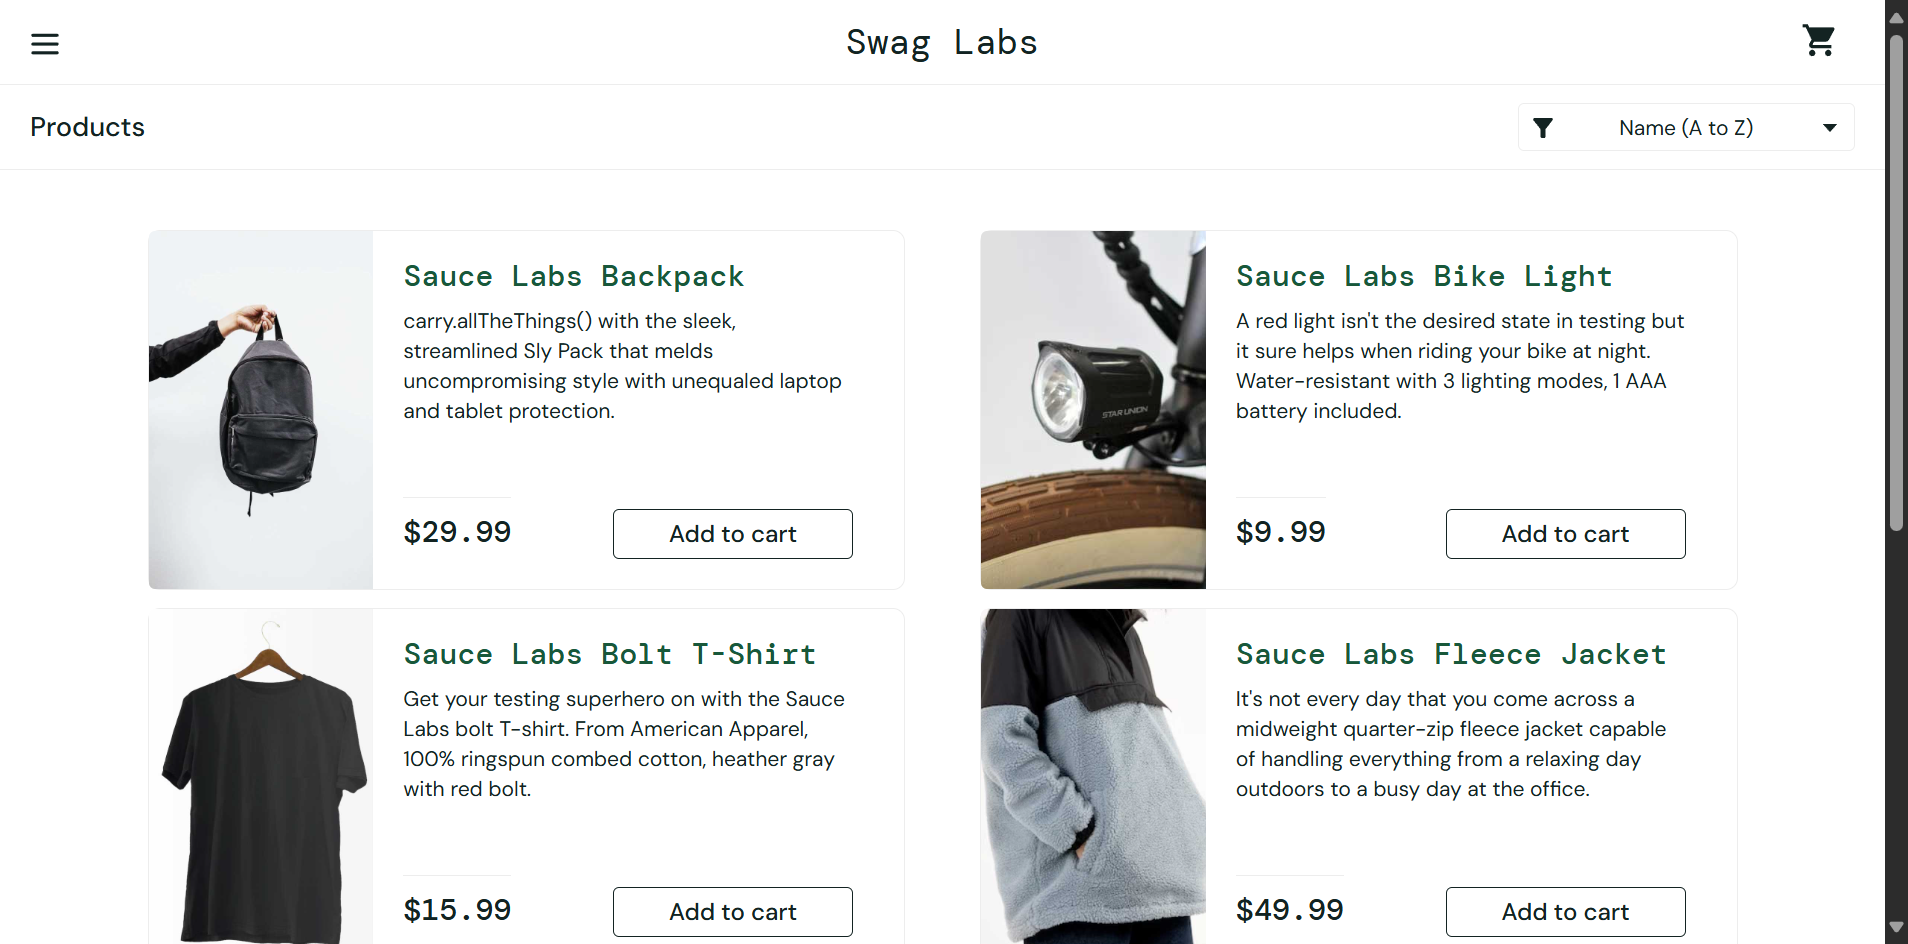 Swag Labs
Products
Name (A to Z)
Sauce Labs Backpack
carry.allTheThings() with the sleek,
streamlined Sly Pack that melds
uncompromising style with unequaled laptop
and tablet protection.
$29.99
Add to cart
Sauce Labs Bike Light
A red light isn't the desired state in testing but
it sure helps when riding your bike at night.
Water-resistant with 3 lighting modes, 1 AAA
battery included.
STAR UNION
$9.99
Add to cart
Sauce Labs Bolt T-Shirt
Get your testing superhero on with the Sauce
Labs bolt T-shirt. From American Apparel,
100% ringspun combed cotton, heather gray
with red bolt.
$15.99
Add to cart
Sauce Labs Fleece Jacket
It's not every day that you come across a
midweight quarter-zip fleece jacket capable
of handling everything from a relaxing day
outdoors to a busy day at the office.
$49.99
Add to cart